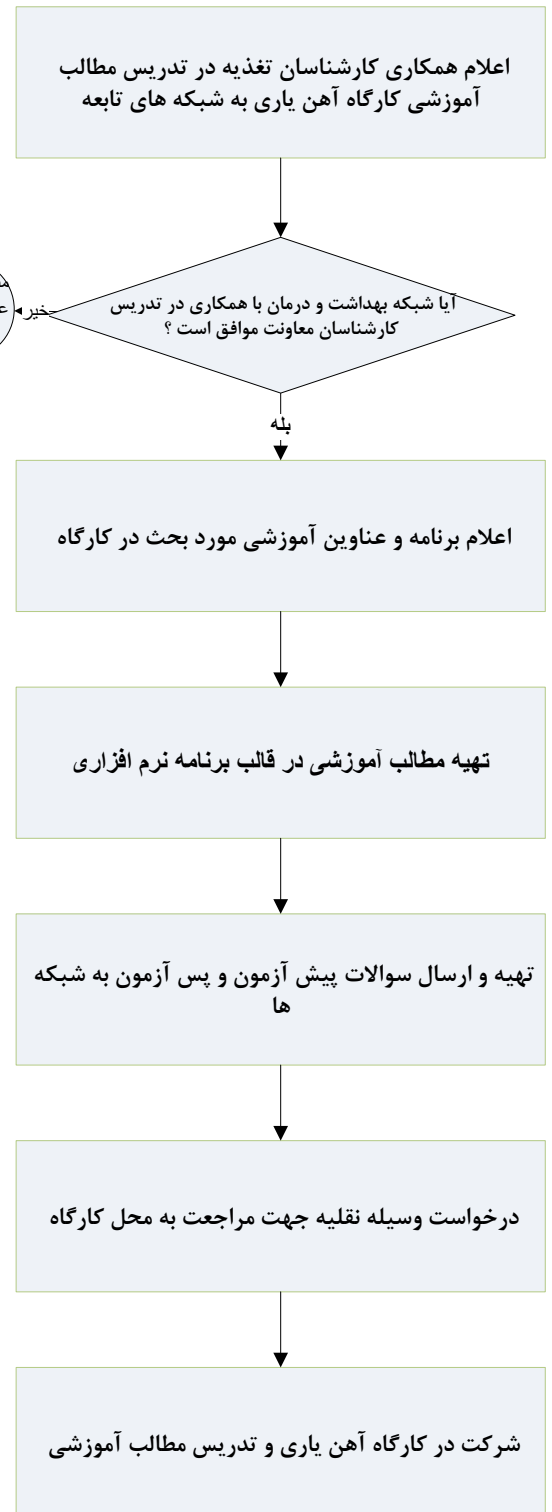 اعلام همکاری کارشناسان تغذیه در تدریس مطالب
آموزشی کارگاه آهن یاری به شبکه های تابعه
آیا شبکه بهداشت و درمان با همکاری در تدریس
کارشناسان معاونت موافق است ؟
خیر
بله
اعلام برنامه و عناوین آموزشی مورد بحث در کارگاه
تهیه مطالب آموزشی در قالب برنامه نرم افزاری
تهیه و ارسال سوالات پیش آزمون و پس آزمون به شبکه
ها
درخواست وسیله نقلیه جهت مراجعت به محل کارگاه
شرکت در کارگاه آهن یاری و تدریس مطالب آموزشی